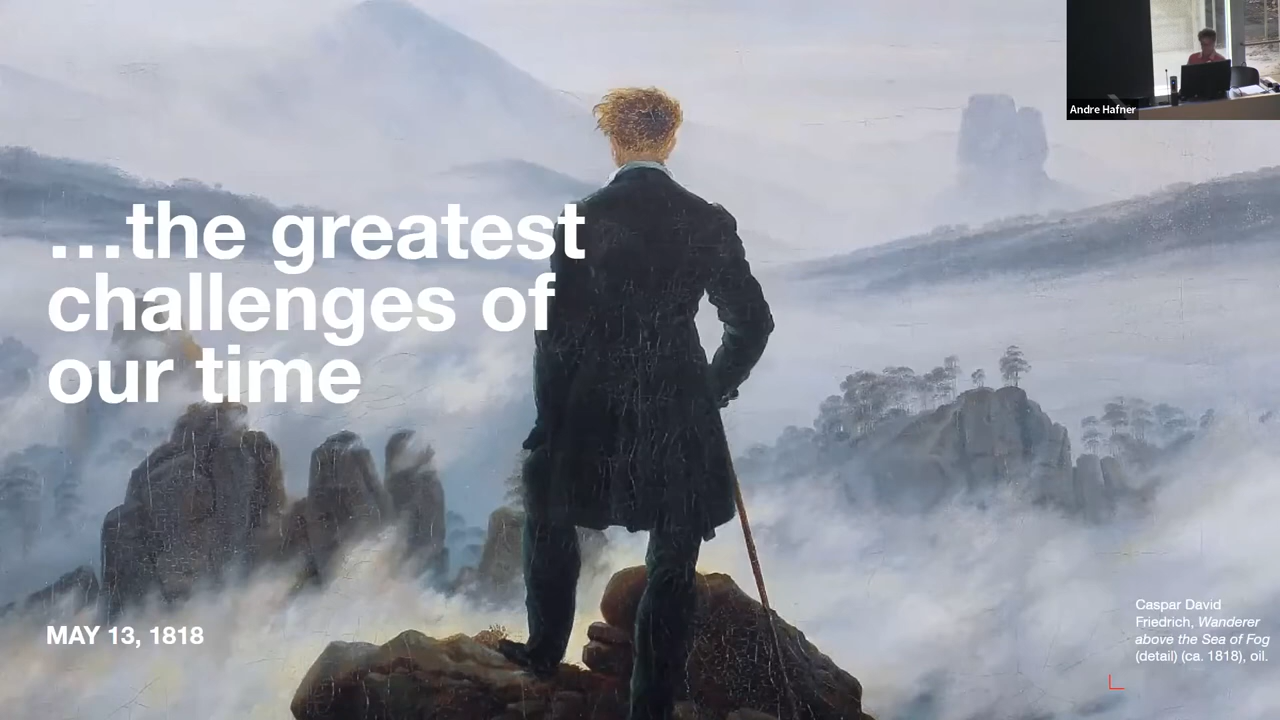 Andre Hafner
…the greatest
challenges of
our time
MAY 13, 1818
Caspar David
Friedrich, Wanderer
above the Sea of Fog
(detail) (ca. 1818), oil.